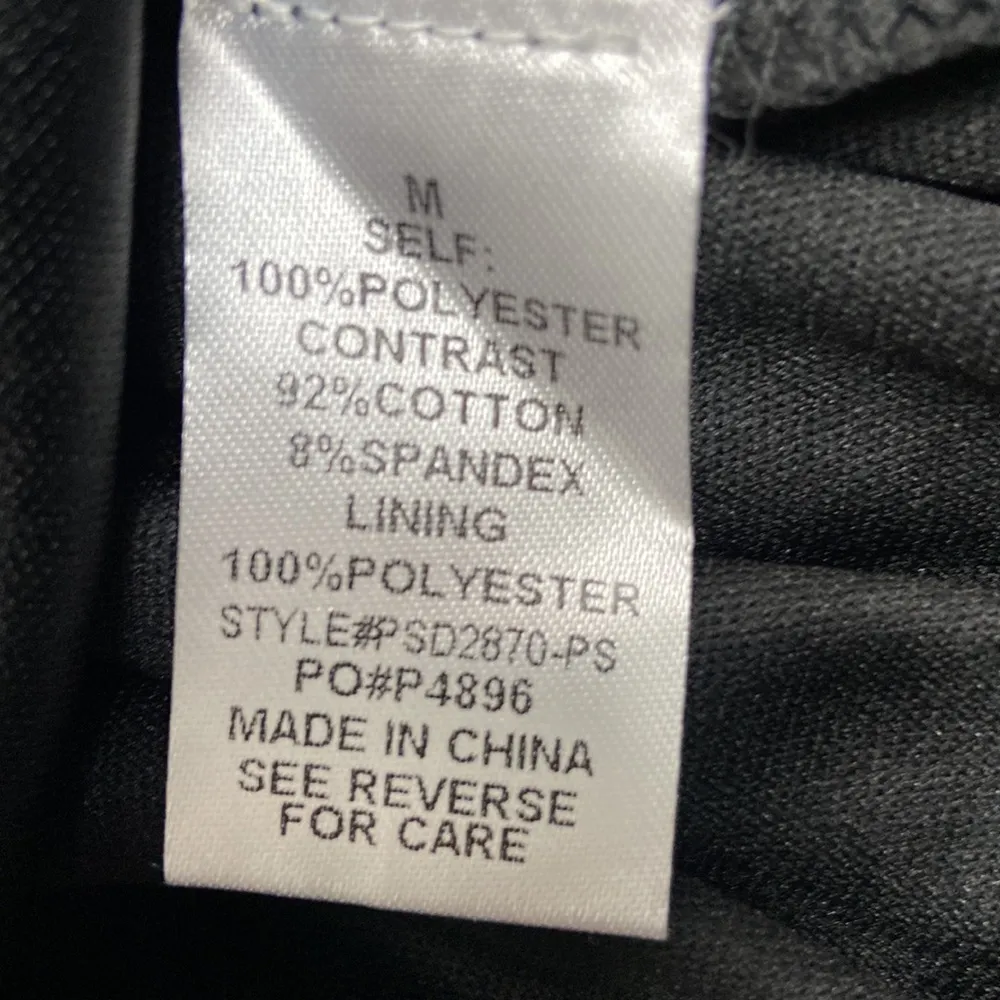 M
SELF:
100%POLYESTER
CONTRAST
92%COTTON
8%SPANDEX
LINING
100%POLYESTER
STYLE#PSD2870-PS
PO#P4896
MADE IN CHINA
SEE REVERSE
FOR CARE